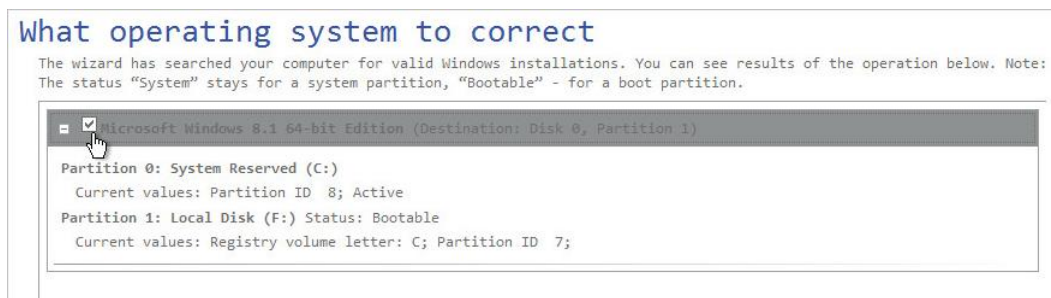 What operating system to correct
The wizard has searched your computer for valid Windows installations. You can see results of the operation below. Note:
The status “System” stays for a system partition, “Bootable” - for a boot partition.
Microsoft Windows 8.1 64-bit Edition (Destination: Disk 0, Partition 1)
Partition 0: System Reserved (C:)
Current values: Partition ID 8; Active
Partition 1: Local Disk (F:) Status: Bootable
Current values: Registry volume letter: C; Partition ID 7;